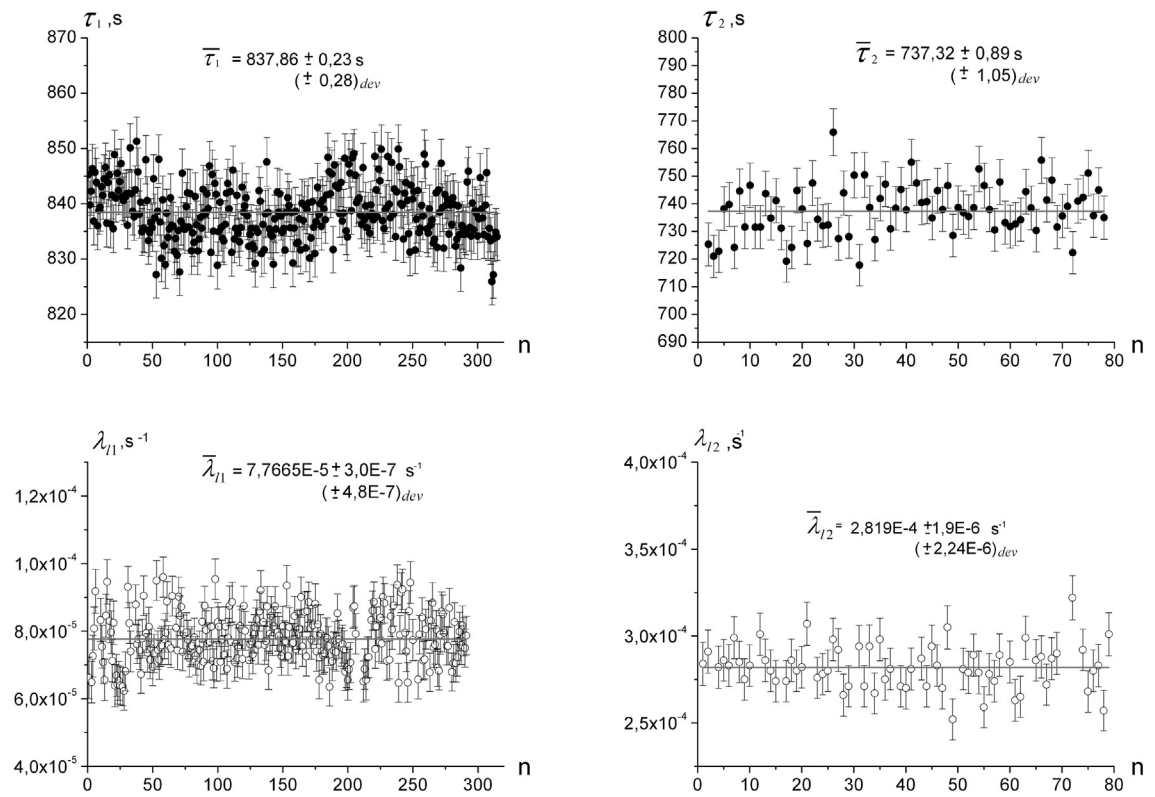 τ1 ,s
870
860
850
840
830
820
0 50 100 150 200 250 300 n
τ̅1 = 837,86 ± 0,23 s
(± 0,28)dev
τ2 ,s
800
790
780
770
760
750
740
730
720
710
700
690
0 10 20 30 40 50 60 70 80 n
τ̅2 = 737,32 ± 0,89 s
(± 1,05)dev
λl1 ,s⁻¹
1,2x10⁻⁴
1,0x10⁻⁴
8,0x10⁻⁵
6,0x10⁻⁵
4,0x10⁻⁵
0 50 100 150 200 250 300 n
λ̅l1 = 7,7665E-5 ± 3,0E-7 s⁻¹
(±4,8E-7)dev
λl2 ,s⁻¹
4,0x10⁻⁴
3,5x10⁻⁴
3,0x10⁻⁴
2,5x10⁻⁴
0 10 20 30 40 50 60 70 80 n
λ̅l2 = 2,819E-4 ±1,9E-6 s⁻¹
(±2,24E-6)dev